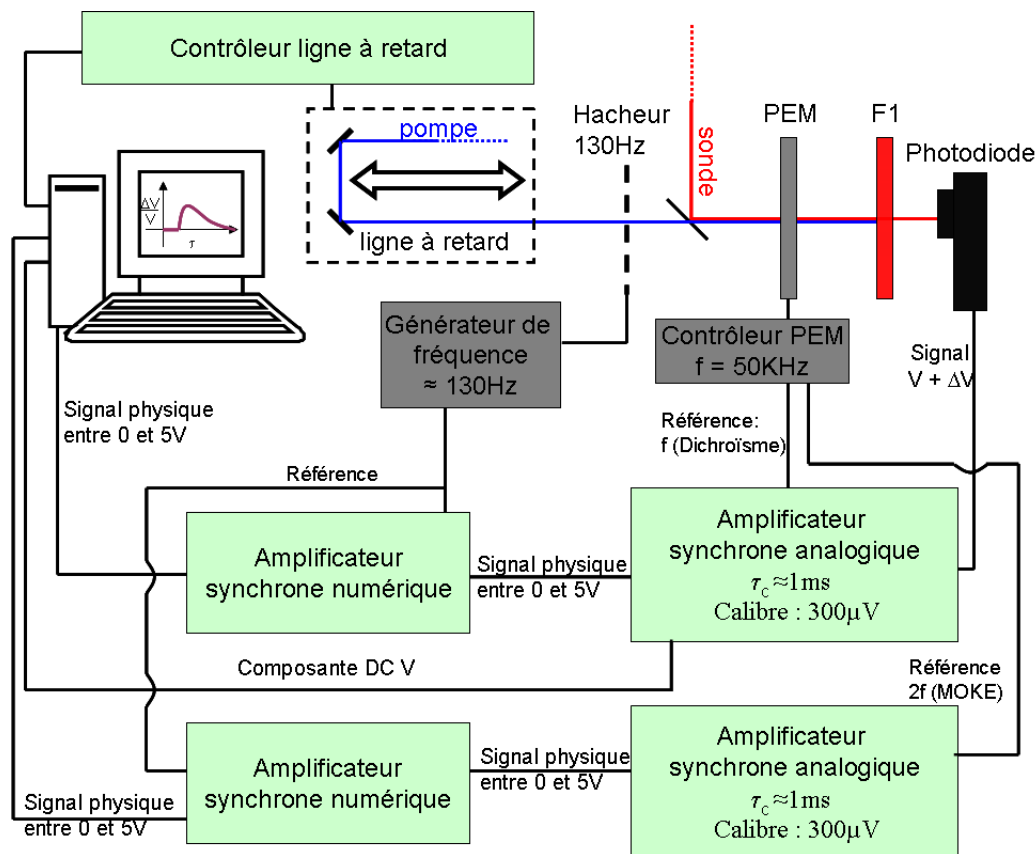 Contrôleur ligne à retard
pompe
ligne à retard
Hacheur
130Hz
sonde
PEM
F1
Photodiode
ΔV
V
τ
Générateur de
fréquence
≈ 130Hz
Contrôleur PEM
f = 50KHz
Signal
V + ΔV
Signal physique
entre 0 et 5V
Référence:
f (Dichroïsme)
Référence
Amplificateur
synchrone numérique
Signal physique
entre 0 et 5V
Amplificateur
synchrone analogique
τc ≈1ms
Calibre : 300µV
Composante DC V
Référence
2f (MOKE)
Signal physique
entre 0 et 5V
Amplificateur
synchrone numérique
Signal physique
entre 0 et 5V
Amplificateur
synchrone analogique
τc ≈1ms
Calibre : 300µV